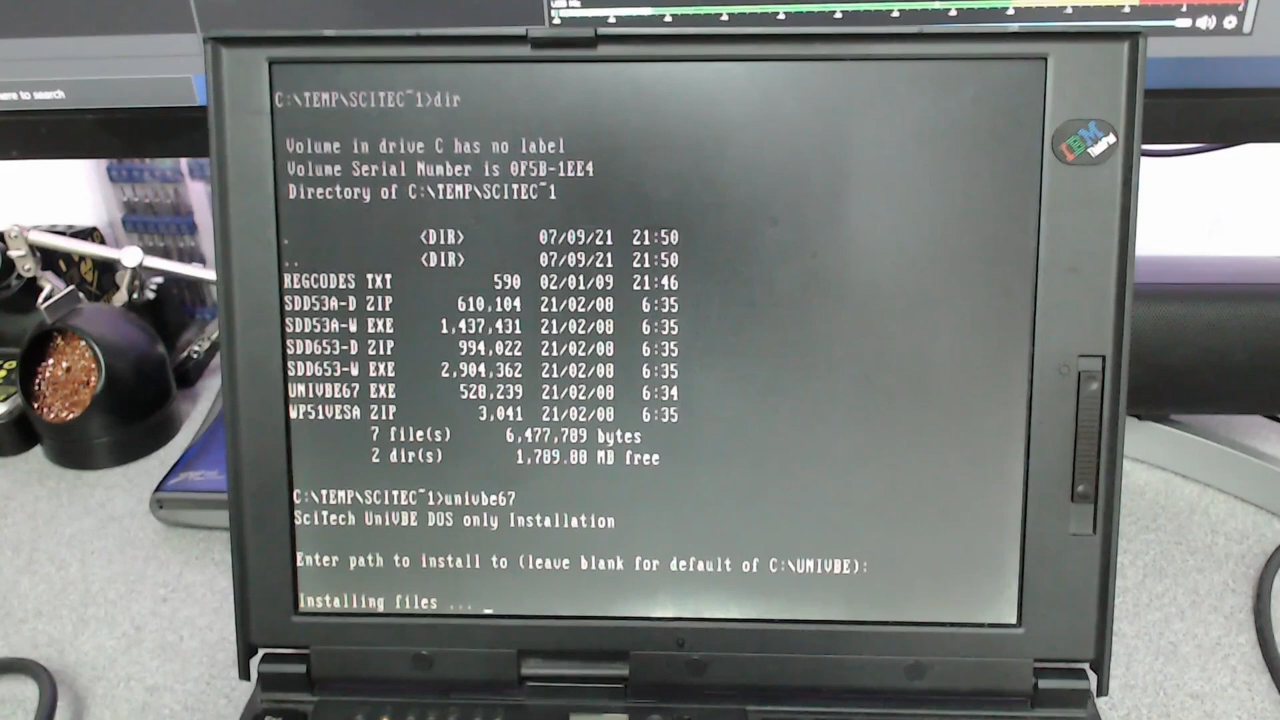 ere to search
C:\TEMP\SCITEC~1>dir
Volume in drive C has no label
Volume Serial Number is 0F5B-1EE4
Directory of C:\TEMP\SCITEC~1
. <DIR> 07/09/21 21:50
.. <DIR> 07/09/21 21:50
REGCODES TXT 590 02/01/09 21:46
SDD53A-D ZIP 610,104 21/02/08 6:35
SDD53A-W EXE 1,437,431 21/02/08 6:35
SDD653-D ZIP 994,022 21/02/08 6:35
SDD653-W EXE 2,904,362 21/02/08 6:35
UNIVBE67 EXE 528,239 21/02/08 6:34
WP51VESA ZIP 3,041 21/02/08 6:35
7 file(s) 6,477,789 bytes
2 dir(s) 1,789.08 MB free
C:\TEMP\SCITEC~1>univbe67
SciTech UniVBE DOS only Installation
Enter path to install to (leave blank for default of C:\UNIVBE):
Installing files ... _
IBM
ThinkPad